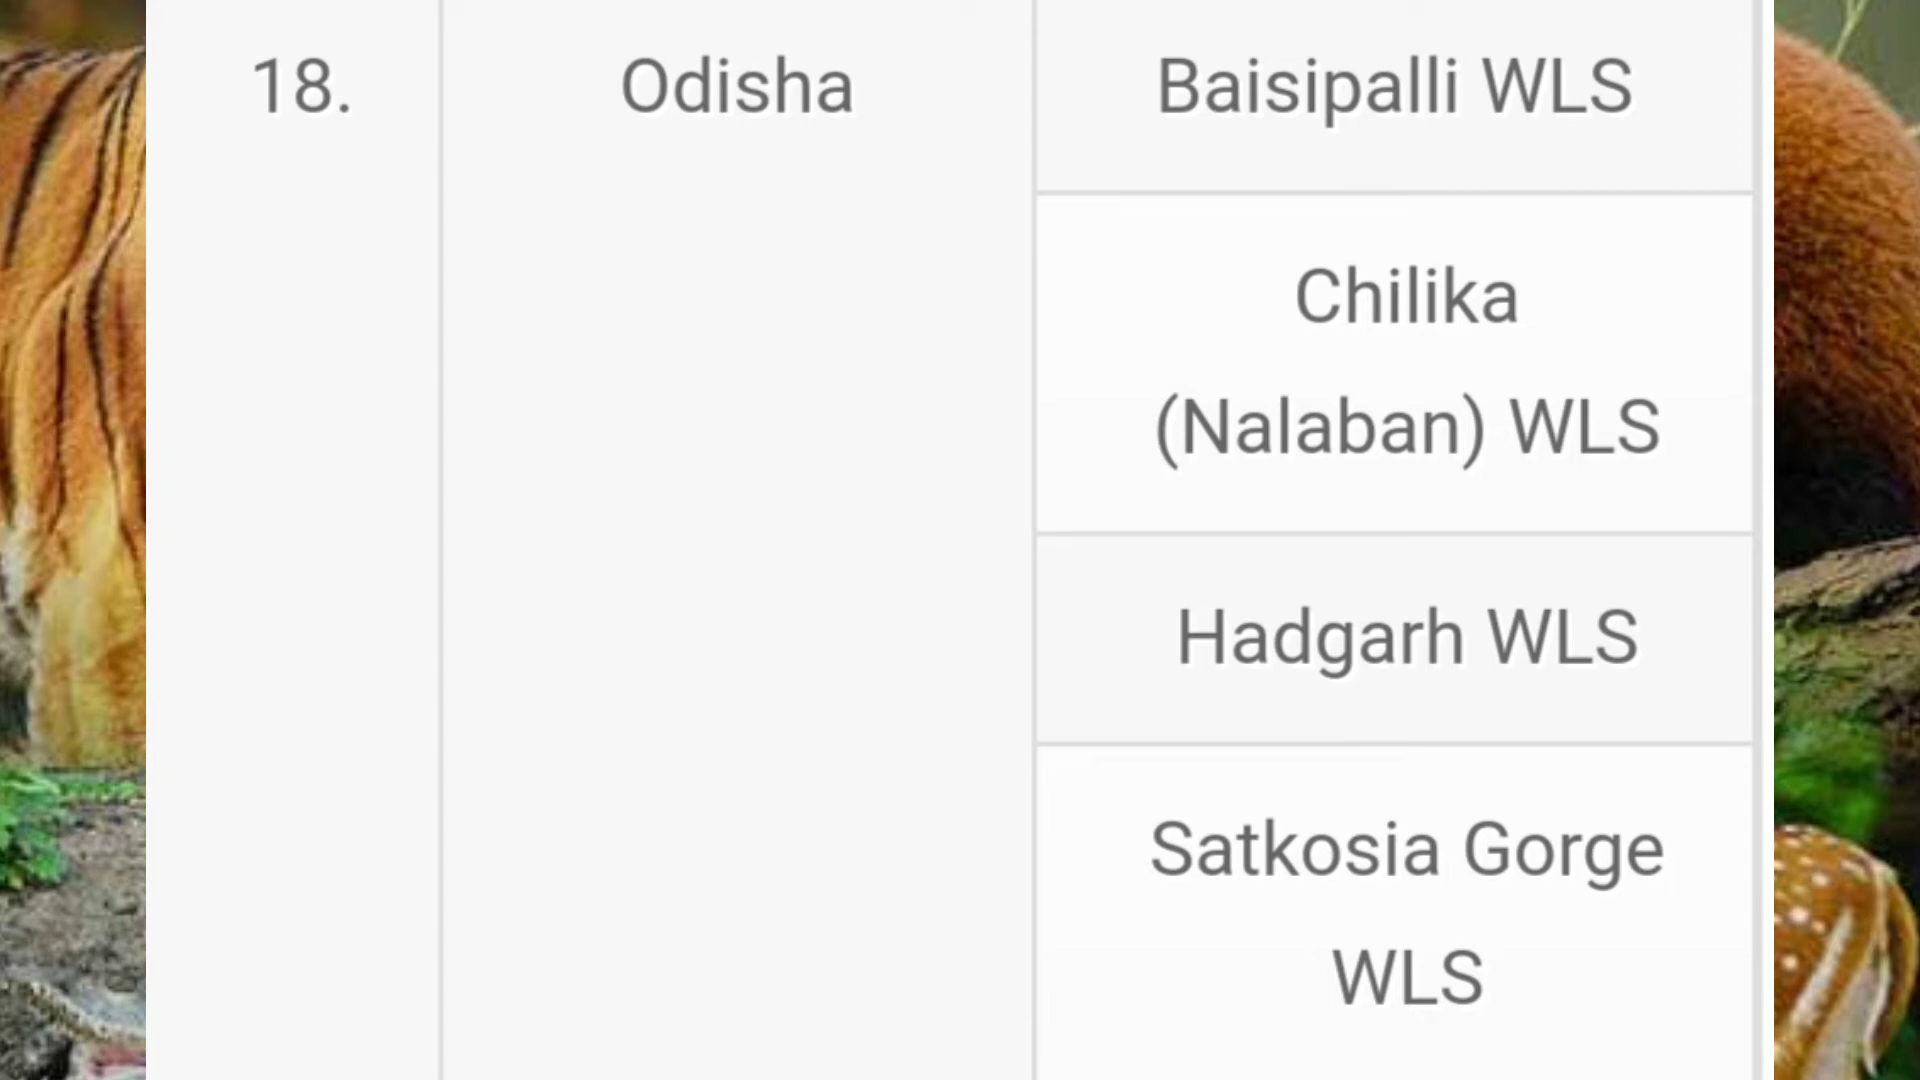 18.
Odisha
Baisipalli WLS
Chilika
(Nalaban) WLS
Hadgarh WLS
Satkosia Gorge
WLS